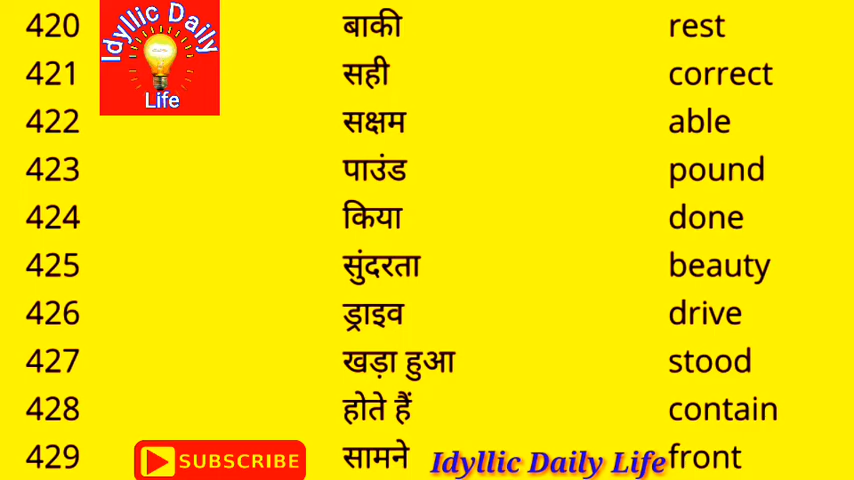 420 बाकी rest
Idyllic Daily
Life
421 सही correct
422 सक्षम able
423 पाउंड pound
424 किया done
425 सुंदरता beauty
426 ड्राइव drive
427 खड़ा हुआ stood
428 होते हैं contain
429 SUBSCRIBE सामने Idyllic Daily Life front